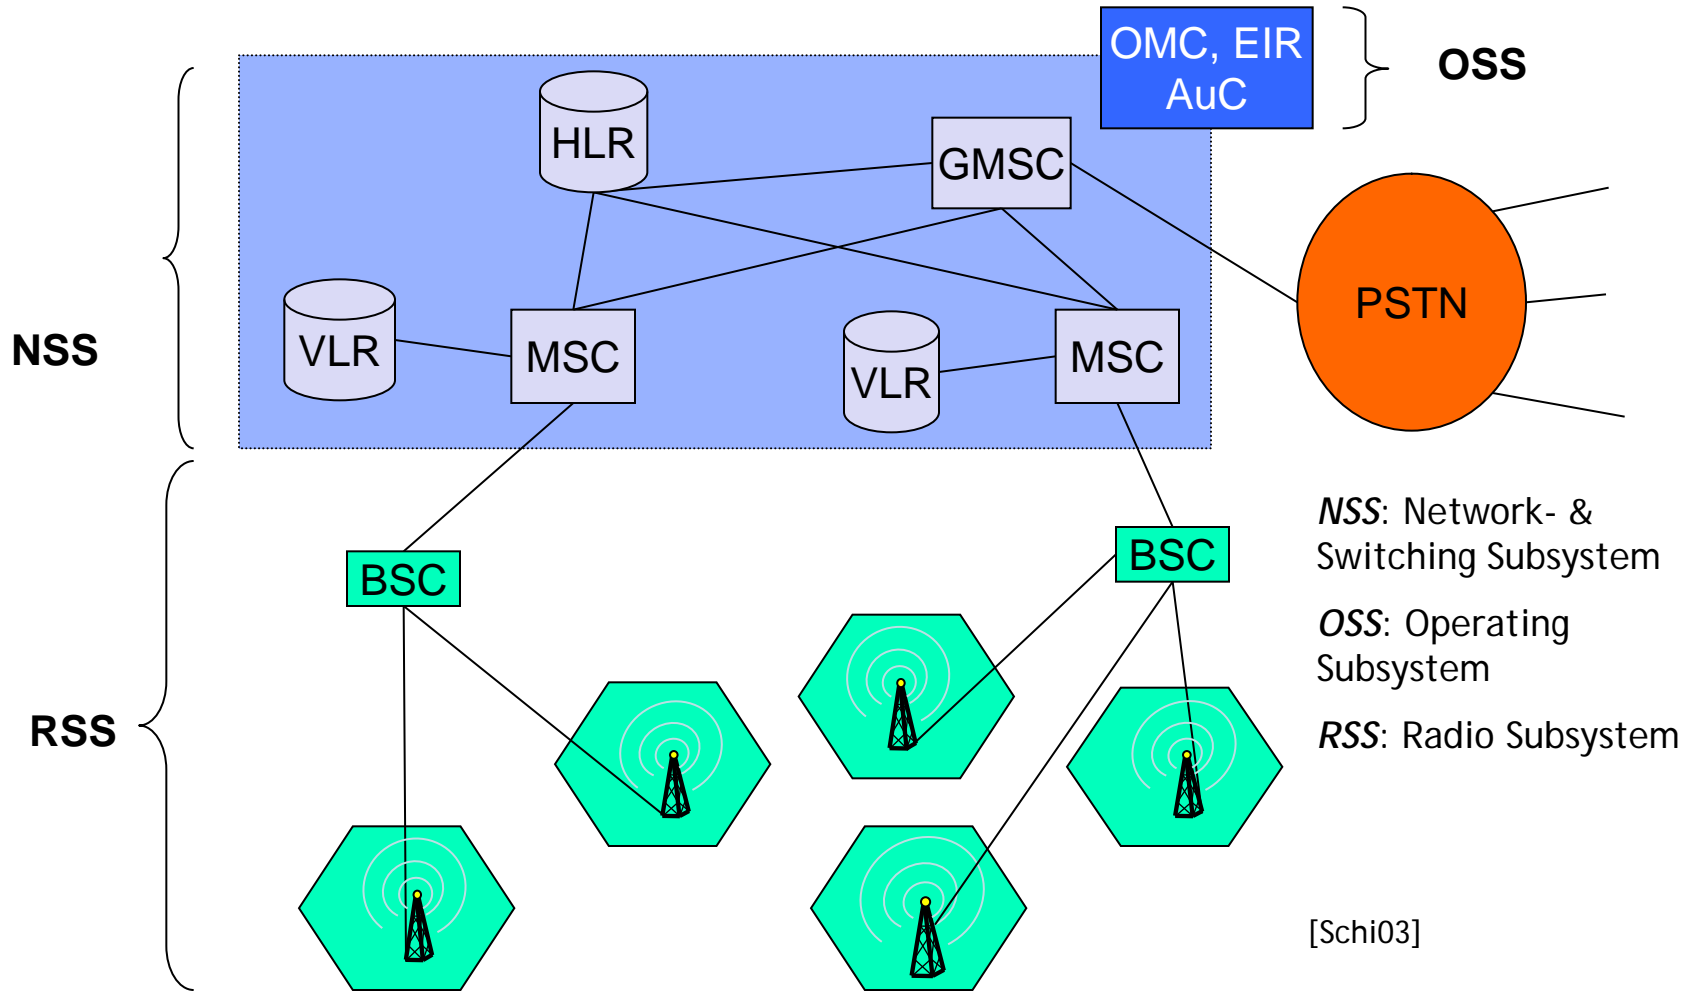 OMC, EIR
AuC
OSS
HLR
GMSC
PSTN
NSS
VLR
MSC
VLR
MSC
NSS: Network- &
Switching Subsystem
BSC
BSC
OSS: Operating
Subsystem
RSS
RSS: Radio Subsystem
[Schi03]